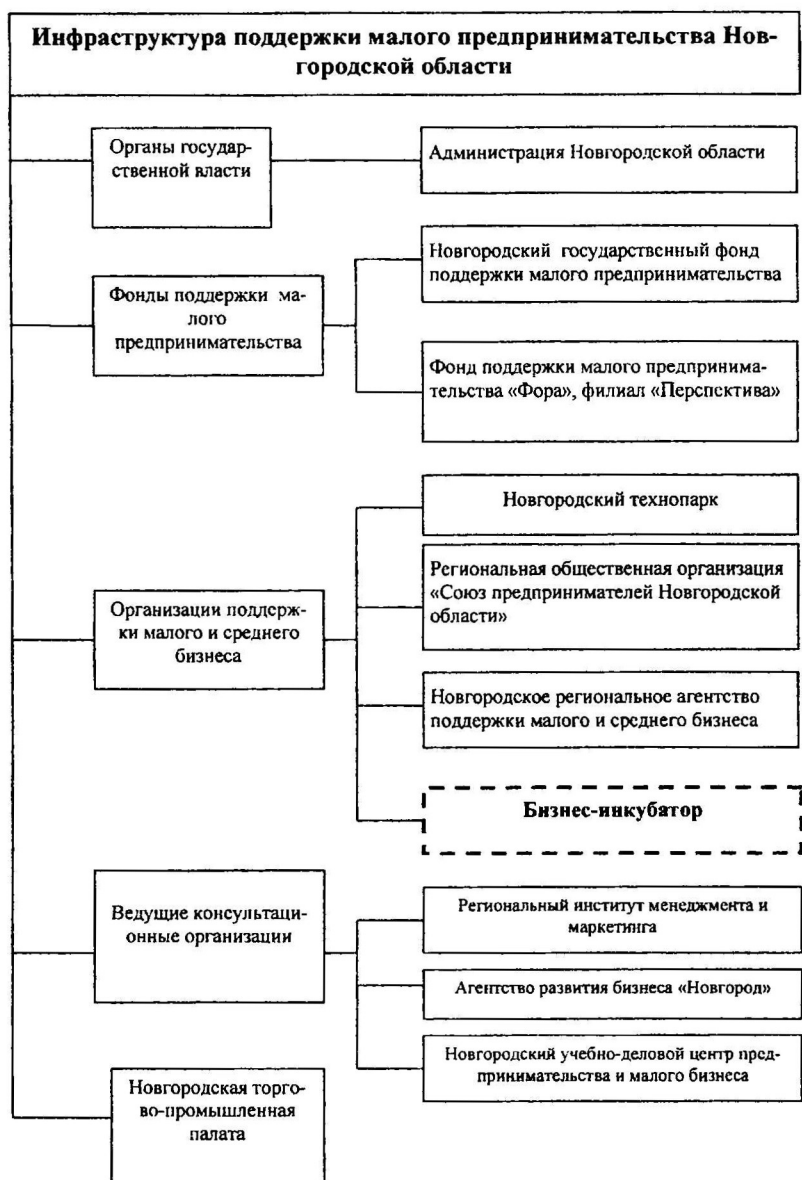 Инфраструктура поддержки малого предпринимательства Нов-
городской области
Органы государ-
ственной власти
Администрация Новгородской области
Фонды поддержки ма-
лого
предпринимательства
Новгородский государственный фонд
поддержки малого предпринимательства
Фонд поддержки малого предпринима-
тельства «Фора», филиал «Перспектива»
Организации поддерж-
ки малого и среднего
бизнеса
Новгородский технопарк
Региональная общественная организация
«Союз предпринимателей Новгородской
области»
Новгородское региональное агентство
поддержки малого и среднего бизнеса
Бизнес-инкубатор
Ведущие консультаци-
онные организации
Региональный институт менеджмента и
маркетинга
Агентство развития бизнеса «Новгород»
Новгородский учебно-деловой центр пред-
принимательства и малого бизнеса
Новгородская торго-
во-промышленная
палата